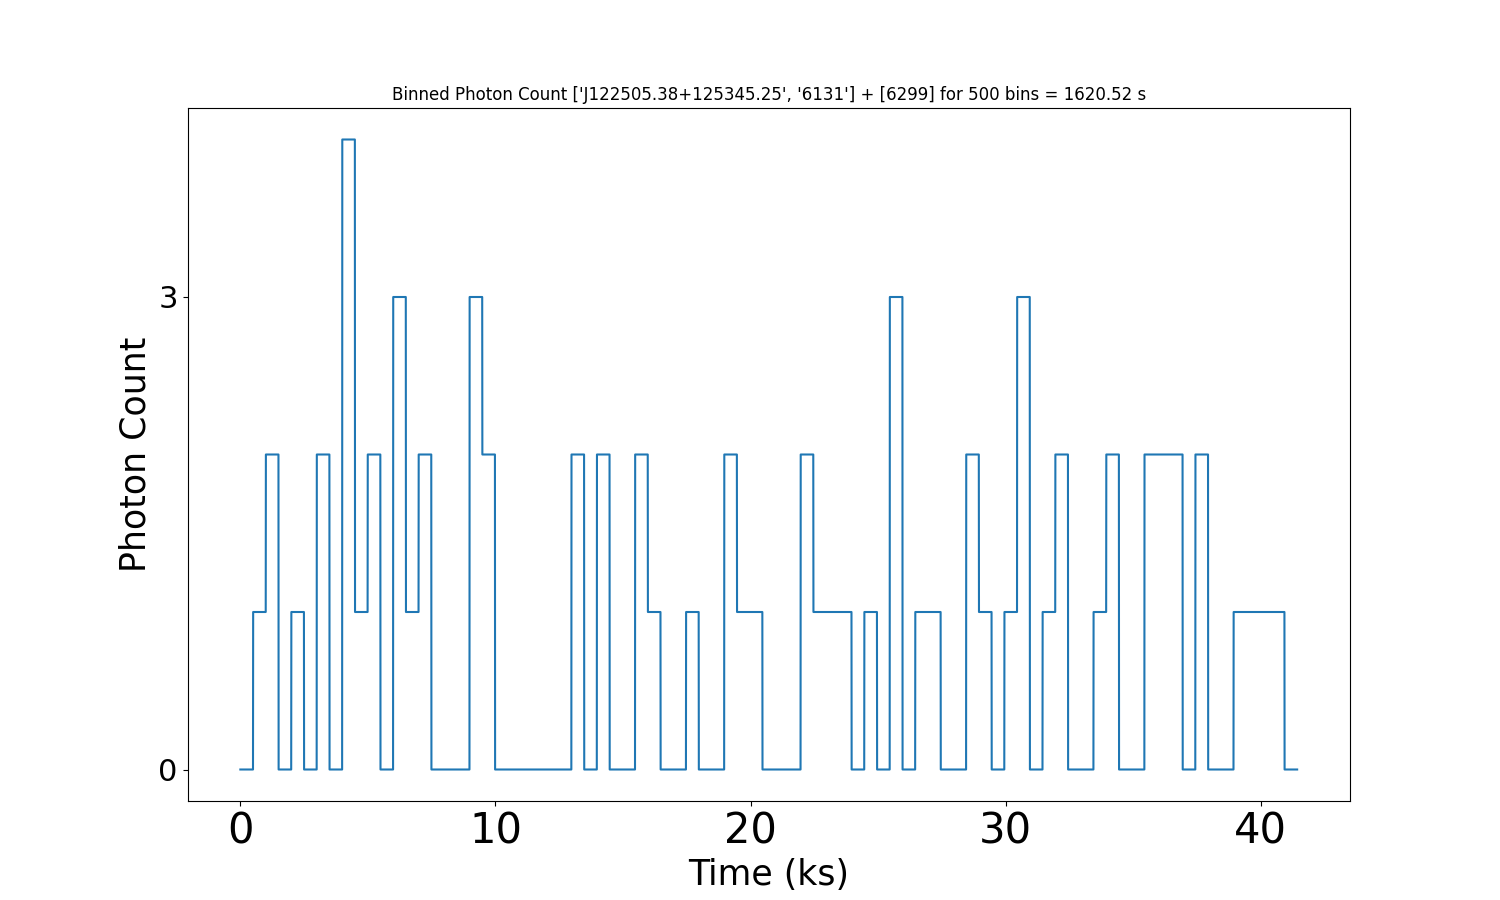 Binned Photon Count ['J122505.38+125345.25', '6131'] + [6299] for 500 bins = 1620.52 s
3
0
Photon Count
0 10 20 30 40
Time (ks)